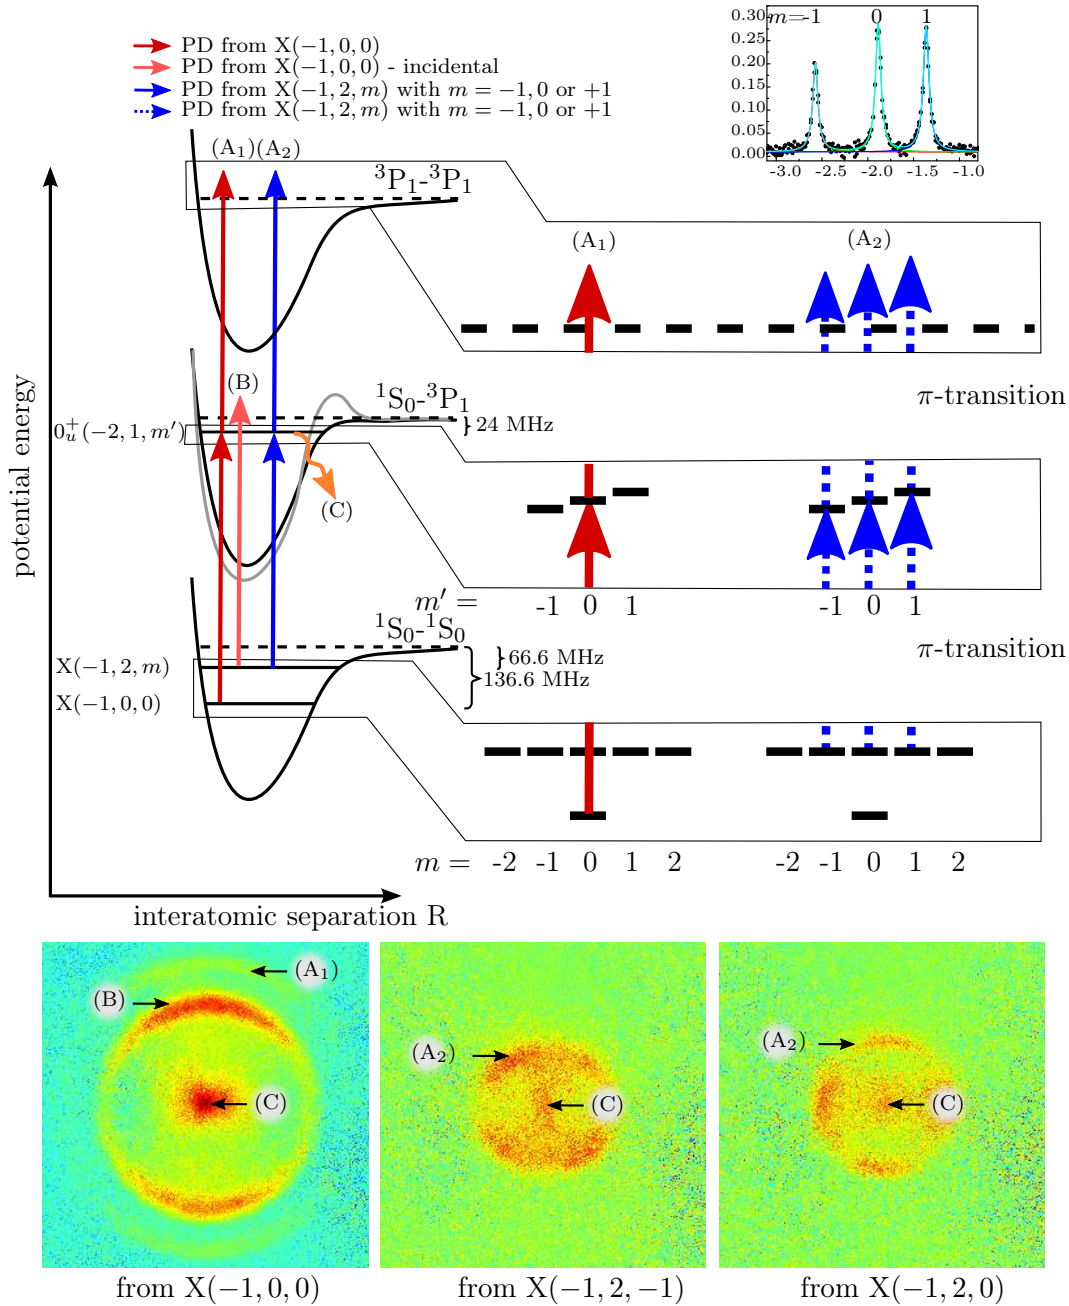 PD from X(−1, 0, 0)
PD from X(−1, 0, 0) - incidental
PD from X(−1, 2, m) with m = −1, 0 or +1
PD from X(−1, 2, m) with m = −1, 0 or +1
m= -1 0 1
0.30
0.25
0.20
0.15
0.10
0.05
0.00
-3.0 -2.5 -2.0 -1.5 -1.0
(A₁)(A₂)
³P₁-³P₁
(A₁) (A₂)
π-transition
(B)
¹S₀-³P₁
24 MHz
0ᵤ⁺(−2, 1, m′)
(C)
m′ = -1 0 1 -1 0 1
π-transition
¹S₀-¹S₀
66.6 MHz
136.6 MHz
X(−1, 2, m)
X(−1, 0, 0)
m = -2 -1 0 1 2 -2 -1 0 1 2
potential energy
interatomic separation R
(A₁)
(B)
(C)
(A₂)
(C)
(A₂)
(C)
from X(−1, 0, 0) from X(−1, 2, −1) from X(−1, 2, 0)